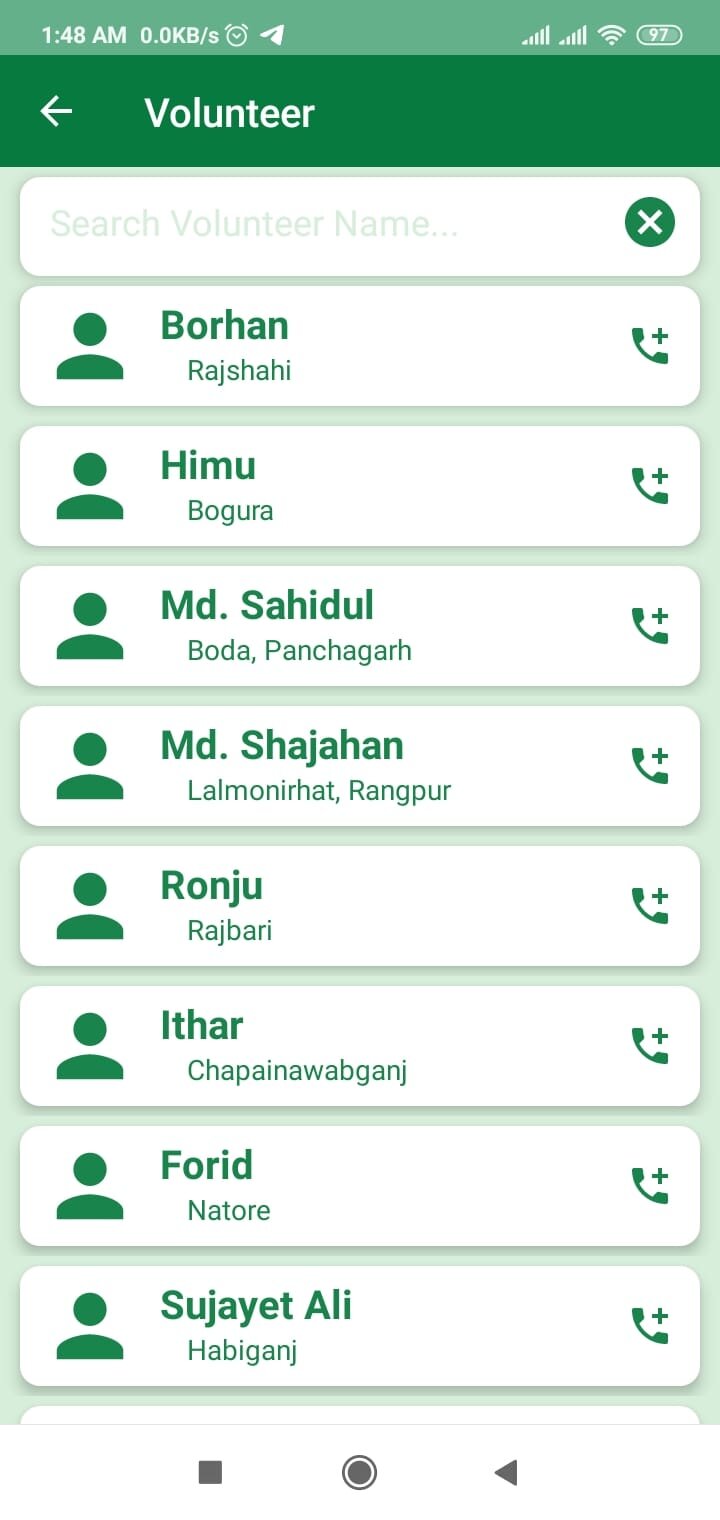 1:48 AM 0.0KB/s 97
Volunteer
Search Volunteer Name...
Borhan
Rajshahi
Himu
Bogura
Md. Sahidul
Boda, Panchagarh
Md. Shajahan
Lalmonirhat, Rangpur
Ronju
Rajbari
Ithar
Chapainawabganj
Forid
Natore
Sujayet Ali
Habiganj